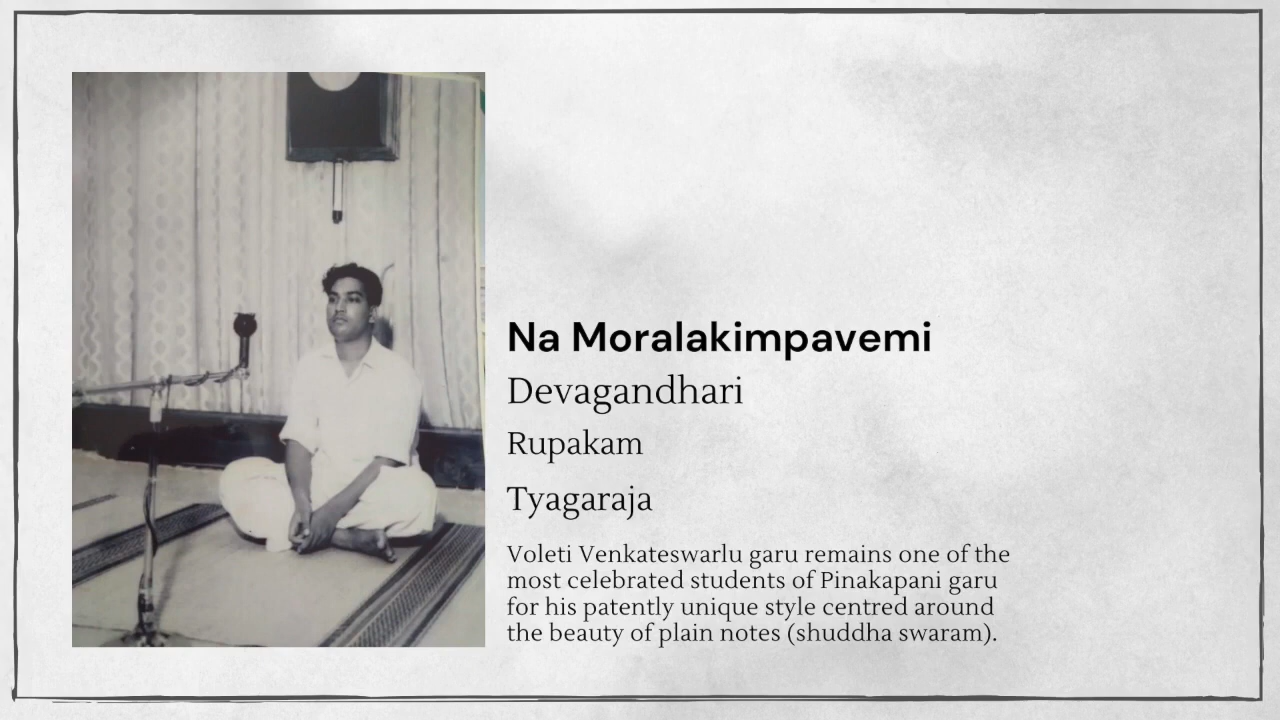 Na Moralakimpavemi
Devagandhari
Rupakam
Tyagaraja
Voleti Venkateswarlu garu remains one of the
most celebrated students of Pinakapani garu
for his patently unique style centred around
the beauty of plain notes (shuddha swaram).